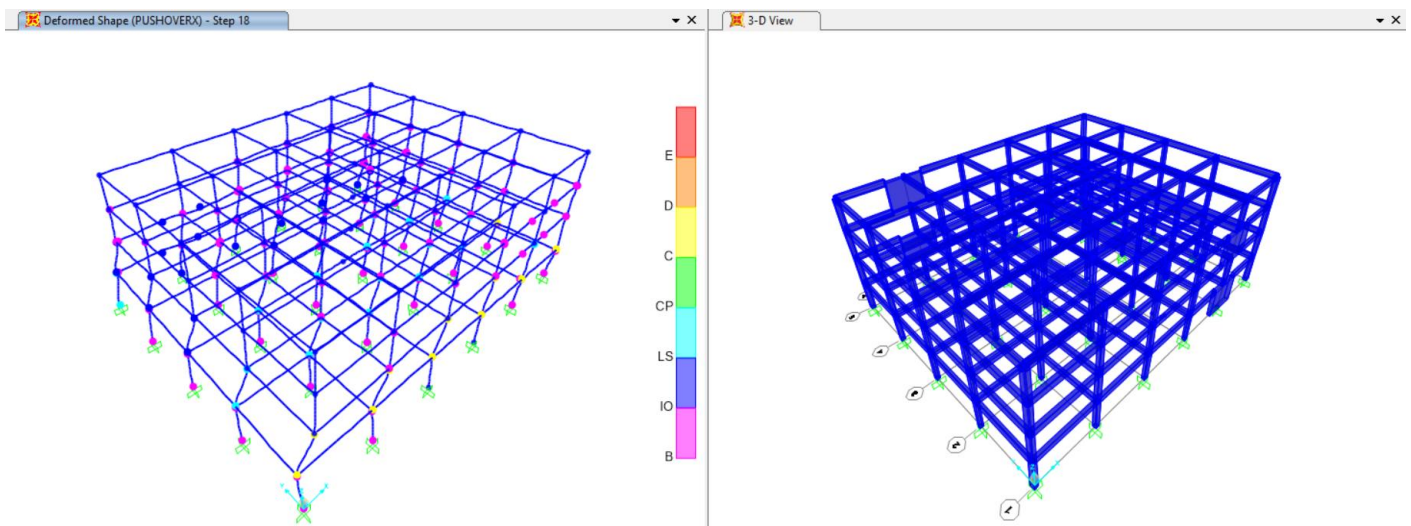 Deformed Shape (PUSHOVERX) - Step 18
3-D View
E
D
C
CP
LS
IO
B